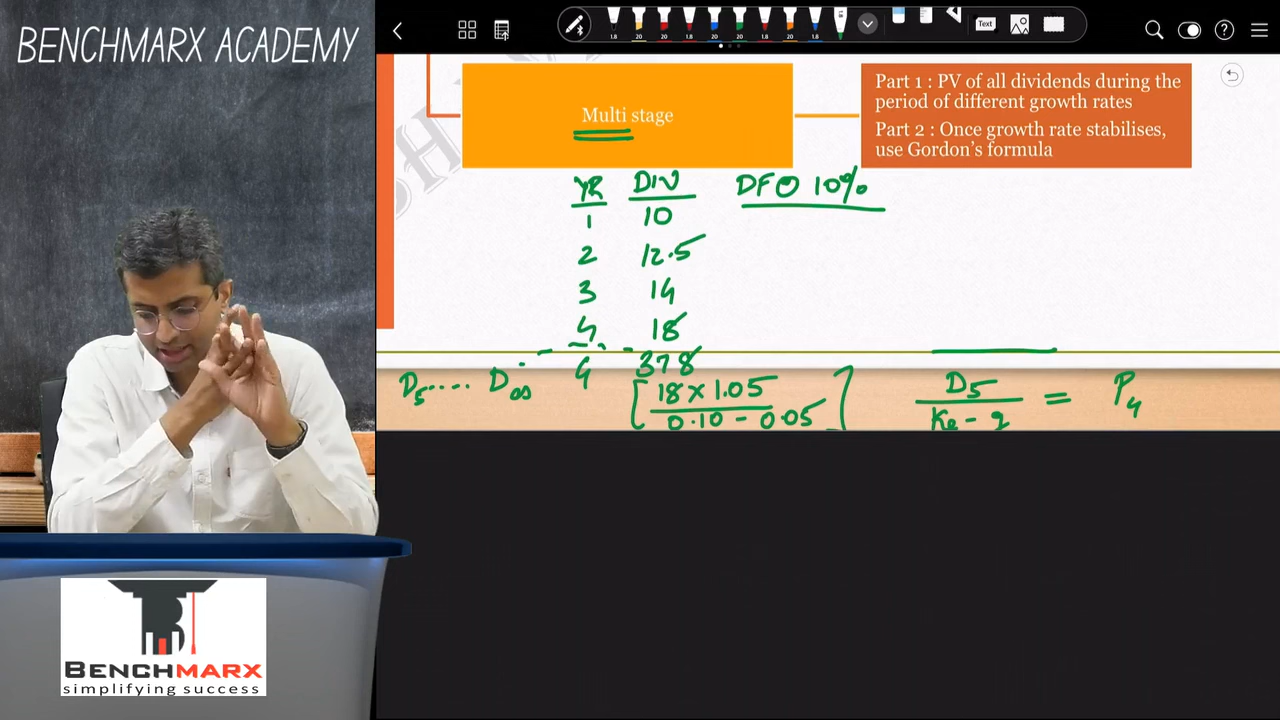 BENCHMARX ACADEMY
Text
Multi stage
Part 1 : PV of all dividends during the
period of different growth rates
Part 2 : Once growth rate stabilises,
use Gordon's formula
YR DIV DF @ 10%
1 10
2 12.5
3 14
4 18
4 378
D5.... D∞
[18 x 1.05
0.10 - 0.05]
D5
Ke - g
= P4
BENCHMARX
simplifying success